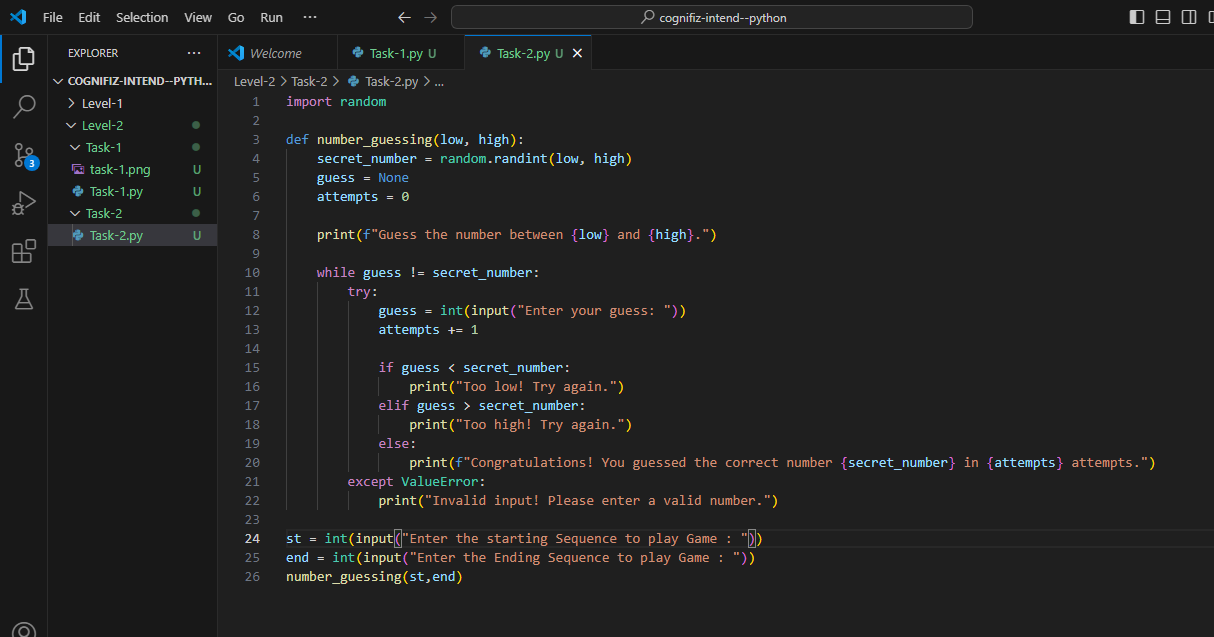 File Edit Selection View Go Run ···
cognifiz-intend--python
EXPLORER ···
COGNIFIZ-INTEND--PYTH...
Level-1
Level-2
Task-1
task-1.png U
Task-1.py U
Task-2
Task-2.py U
3
Welcome Task-1.py U Task-2.py U
Level-2 > Task-2 > Task-2.py > ...
1 import random
2
3 def number_guessing(low, high):
4     secret_number = random.randint(low, high)
5     guess = None
6     attempts = 0
7
8     print(f"Guess the number between {low} and {high}.")
9
10     while guess != secret_number:
11         try:
12             guess = int(input("Enter your guess: "))
13             attempts += 1
14
15             if guess < secret_number:
16                 print("Too low! Try again.")
17             elif guess > secret_number:
18                 print("Too high! Try again.")
19             else:
20                 print(f"Congratulations! You guessed the correct number {secret_number} in {attempts} attempts.")
21         except ValueError:
22             print("Invalid input! Please enter a valid number.")
23
24 st = int(input("Enter the starting Sequence to play Game : "))
25 end = int(input("Enter the Ending Sequence to play Game : "))
26 number_guessing(st,end)